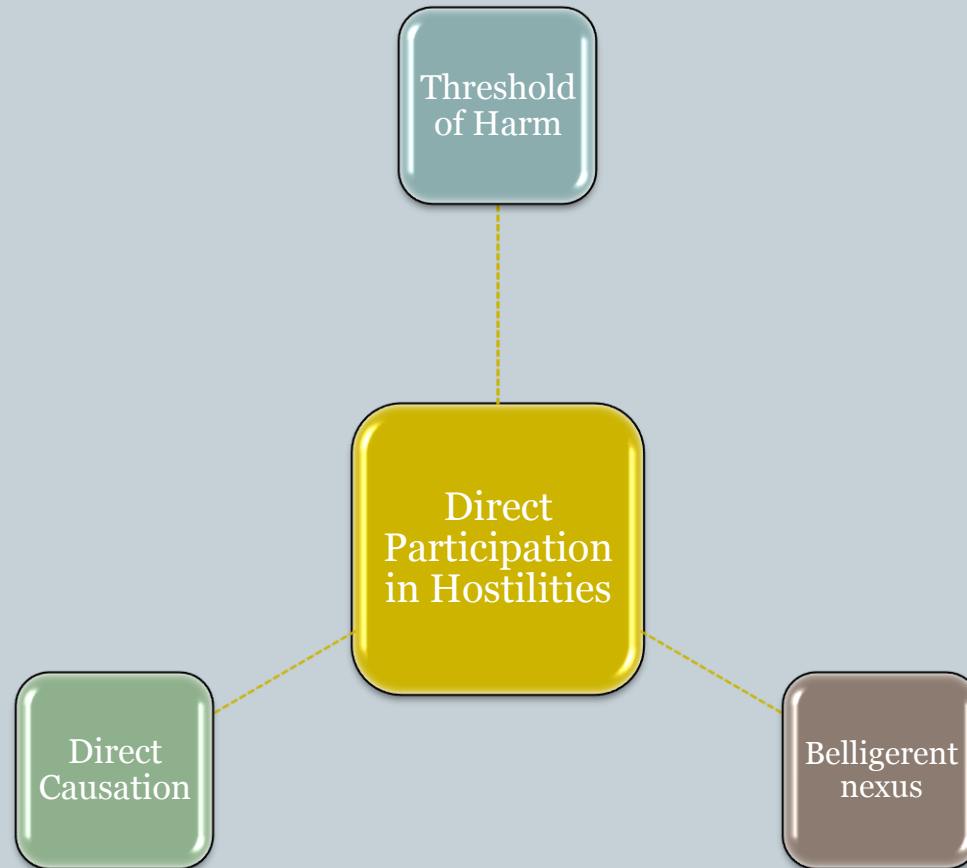 Threshold
of Harm
Direct
Participation
in Hostilities
Direct
Causation
Belligerent
nexus